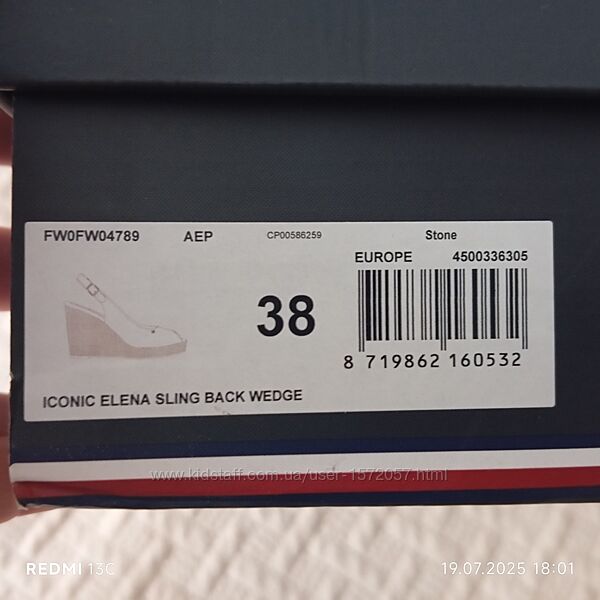 FW0FW04789 AEP CP00586259 Stone
EUROPE 4500336305
38
8 719862 160532
ICONIC ELENA SLING BACK WEDGE
www.kidstaff.com.ua/user-1572057.html
REDMI 13C 19.07.2025 18:01